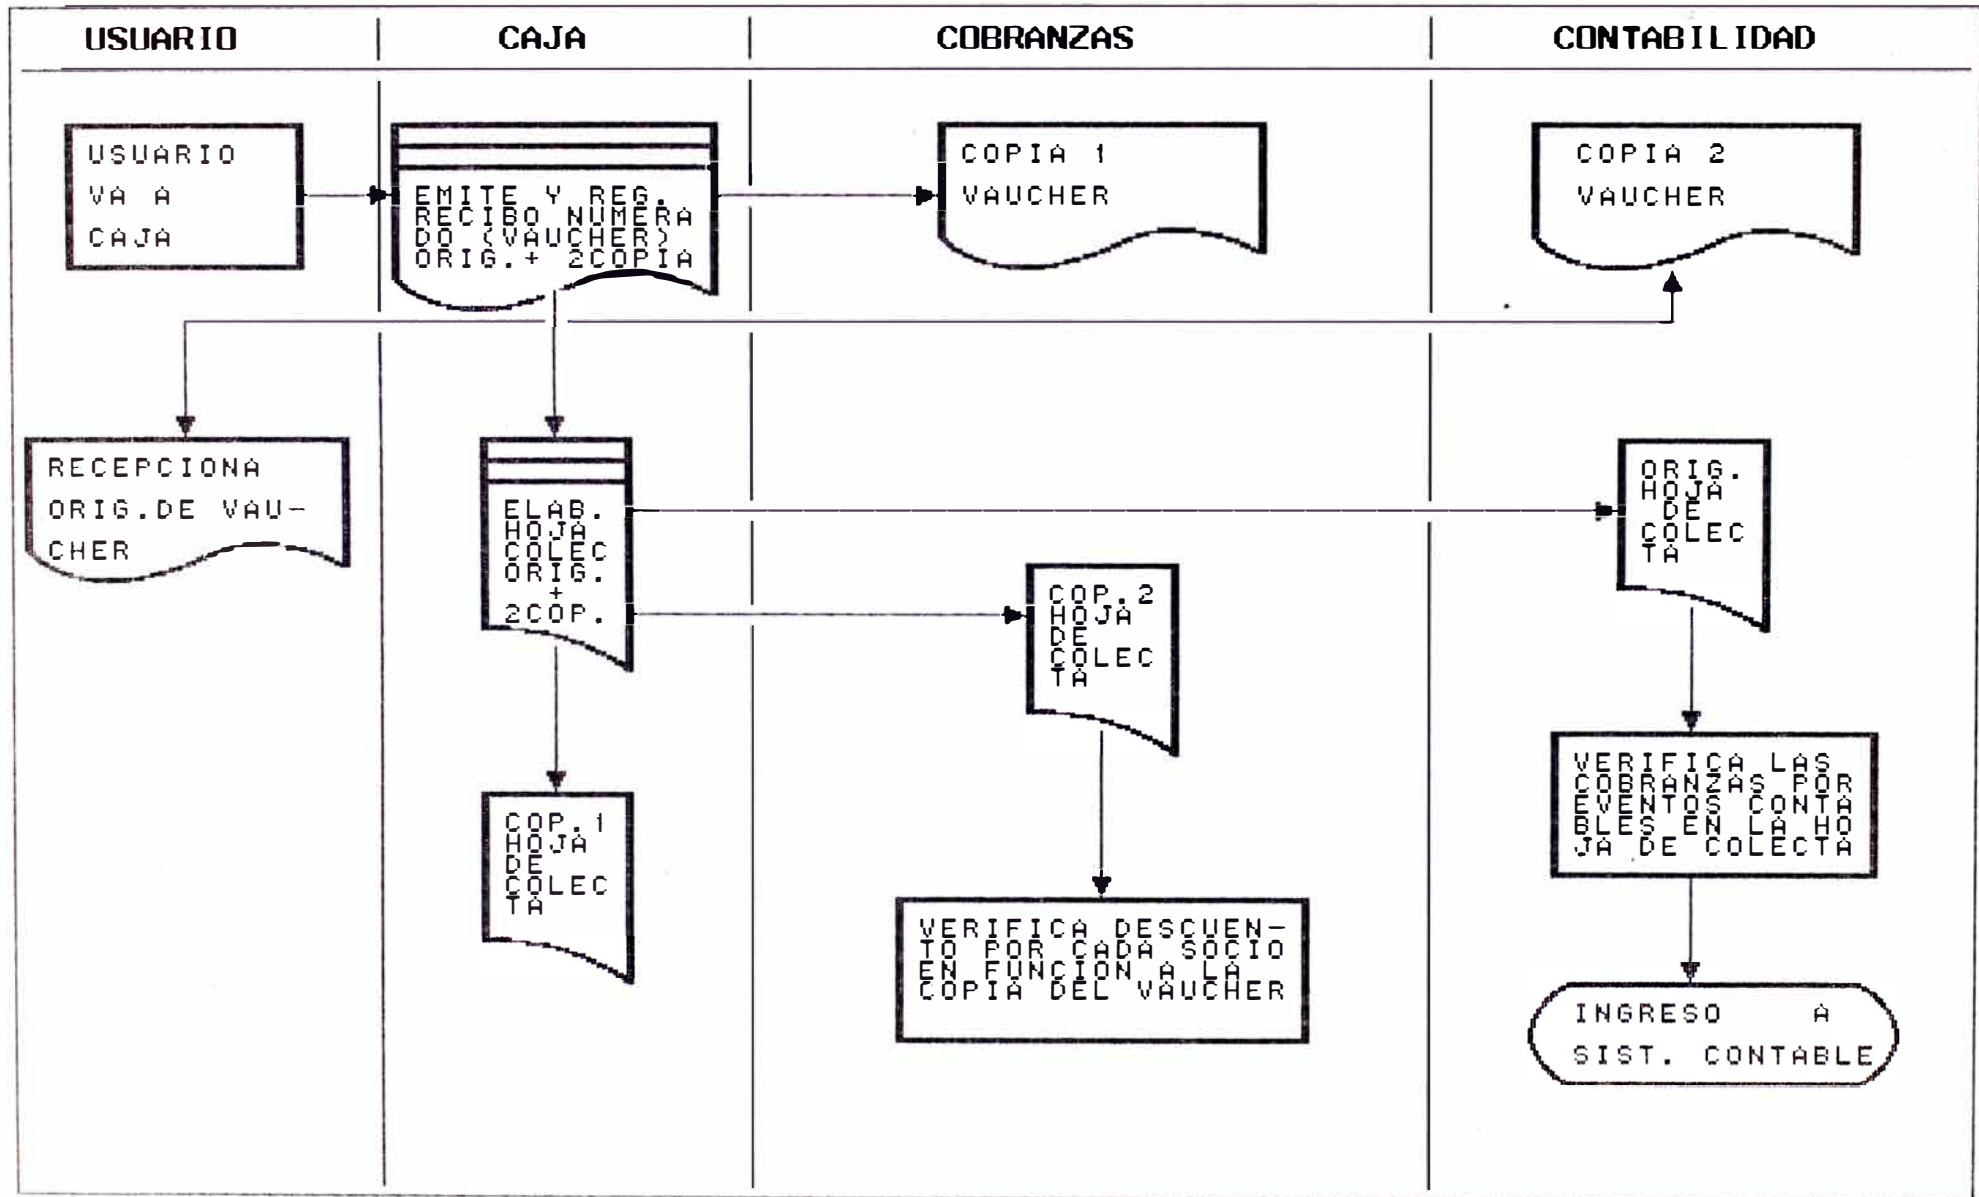 USUARIO
CAJA
COBRANZAS
CONTABILIDAD
USUARIO
VA A
CAJA
EMITE Y REG.
RECIBO NUMERA
DO (VAUCHER)
ORIG.+ 2COPIA
COPIA 1
VAUCHER
COPIA 2
VAUCHER
RECEPCIONA
ORIG.DE VAU-
CHER
ELAB.
HOJA
COLEC
ORIG.
+
2COP.
ORIG.
HOJA
DE
COLEC
TA
COP.2
HOJA
DE
COLEC
TA
COP.1
HOJA
DE
COLEC
TA
VERIFICA LAS
COBRANZAS POR
EVENTOS CONTA
BLES EN LA HO
JA DE COLECTA
VERIFICA DESCUEN-
TO POR CADA SOCIO
EN FUNCION A LA
COPIA DEL VAUCHER
INGRESO A
SIST. CONTABLE